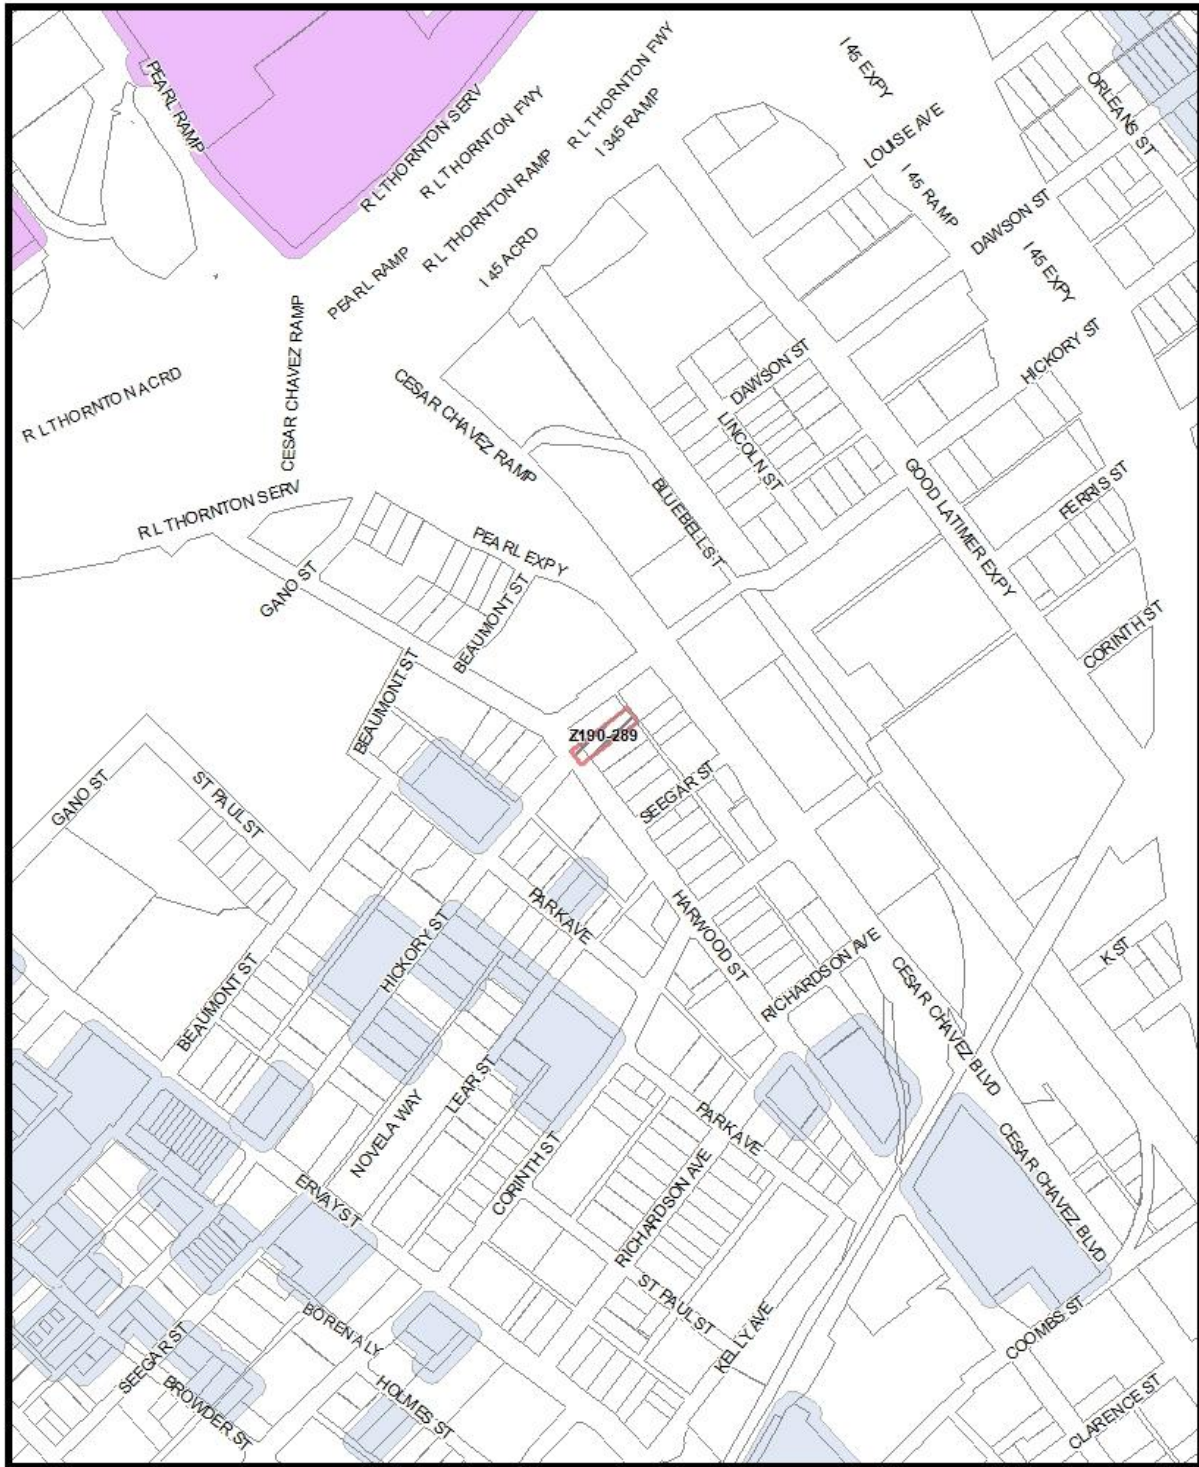 PEARL RAMP
R L THORNTON SERV
R L THORNTON FWY
R L THORNTON FWY
I 345 RAMP
I 45 EXPY
ORLEANS ST
LOUISE AVE
I 45 RAMP
DAWSON ST
I 45 EXPY
R L THORNTON RAMP
PEARL RAMP
I 45 ACRD
HICKORY ST
CESAR CHAVEZ RAMP
R L THORNTON ACRD
CESAR CHAVEZ RAMP
DAWSON ST
LINCOLN ST
GOOD LATIMER EXPY
FERRIS ST
R L THORNTON SERV
BLUEBELL ST
PEARL EXPY
GANO ST
BEAUMONT ST
CORINTH ST
BEAUMONT ST
Z190-289
GANO ST
ST PAUL ST
SEEGAR ST
PARK AVE
HARWOOD ST
HICKORY ST
RICHARDSON AVE
K ST
BEAUMONT ST
CESAR CHAVEZ BLVD
LEAR ST
NOVELA WAY
PARK AVE
CESAR CHAVEZ BLVD
ERVAY ST
CORINTH ST
RICHARDSON AVE
ST PAUL ST
KELLY AVE
COOMBS ST
BOREN ALY
SEEGAR ST
BROWDER ST
HOLMES ST
CLARENCE ST